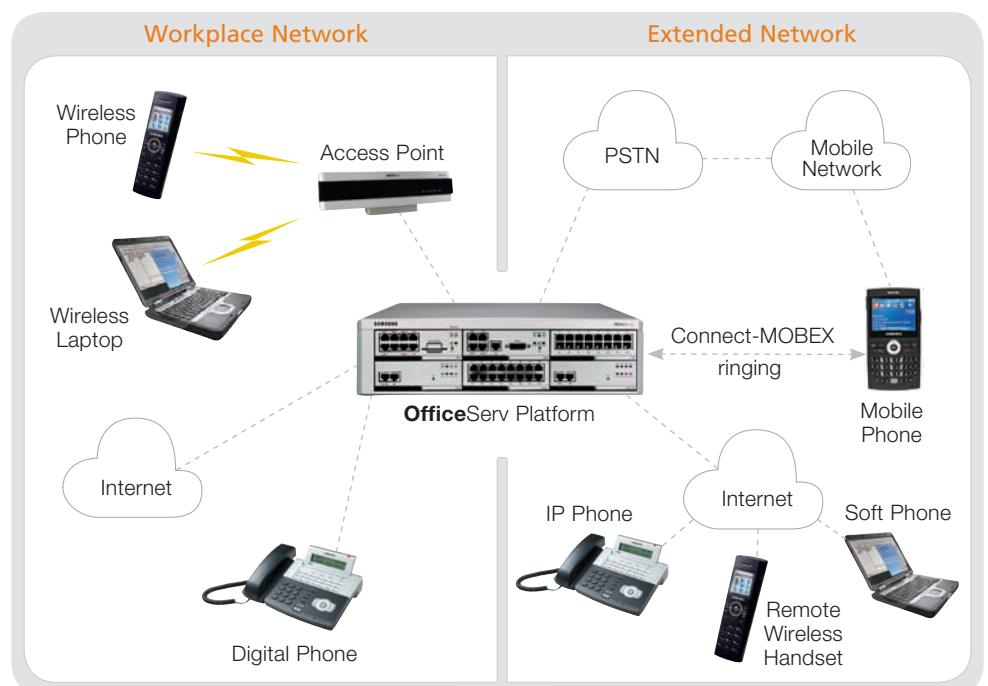 Workplace Network
Extended Network
Wireless
Phone
Access Point
PSTN
Mobile
Network
Wireless
Laptop
SAMSUNG
Connect-MOBEX
ringing
OfficeServ Platform
Mobile
Phone
Internet
Internet
IP Phone
Soft Phone
Digital Phone
Remote
Wireless
Handset